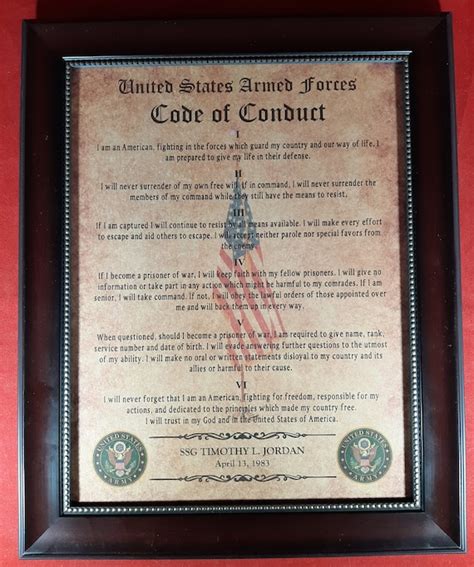 United States Armed Forces
Code of Conduct
I
I am an American, fighting in the forces which guard my country and our way of life, I
am prepared to give my life in their defense.
II
I will never surrender of my own free will if in command, I will never surrender the
members of my command while they still have the means to resist.
III
If I am captured I will continue to resist by all means available. I will make every effort
to escape and aid others to escape. I will accept neither parole nor special favors from
the enemy.
IV
If I become a prisoner of war, I will keep faith with my fellow prisoners. I will give no
information or take part in any action which might be harmful to my comrades. If I am
senior, I will take command. If not, I will obey the lawful orders of those appointed over
me and will back them up in every way.
When questioned, should I become a prisoner of war, I am required to give name, rank,
service number and date of birth. I will evade answering further questions to the utmost
of my ability. I will make no oral or written statements disloyal to my country and its
allies or harmful to their cause.
VI
I will never forget that I am an American, fighting for freedom, responsible for my
actions, and dedicated to the principles which made my country free.
I will trust in my God and in the United States of America.
UNITED STATES
ARMY
SSG TIMOTHY L. JORDAN
April 13, 1983
UNITED STATES
ARMY